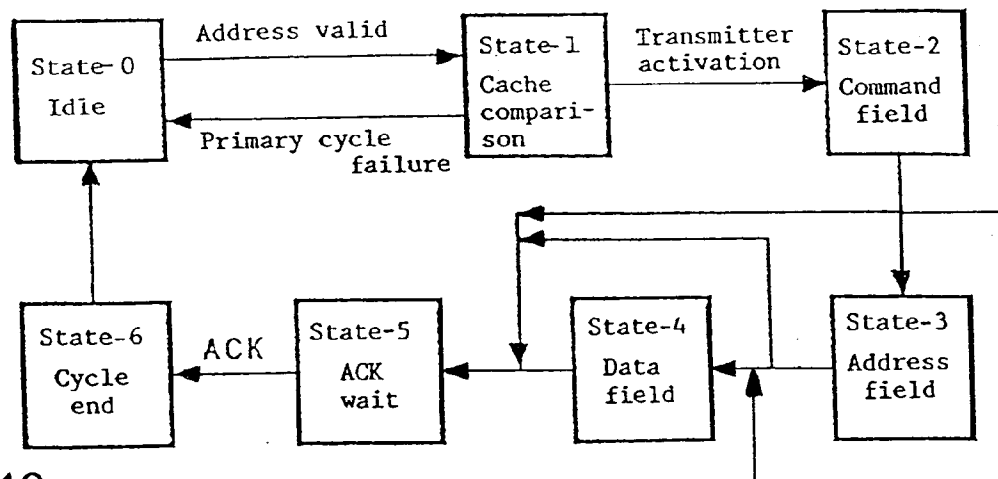 State-0
Idie
Address valid
Primary cycle
failure
State-1
Cache
compari-
son
Transmitter
activation
State-2
Command
field
State-6
Cycle
end
ACK
State-5
ACK
wait
State-4
Data
field
State-3
Address
field